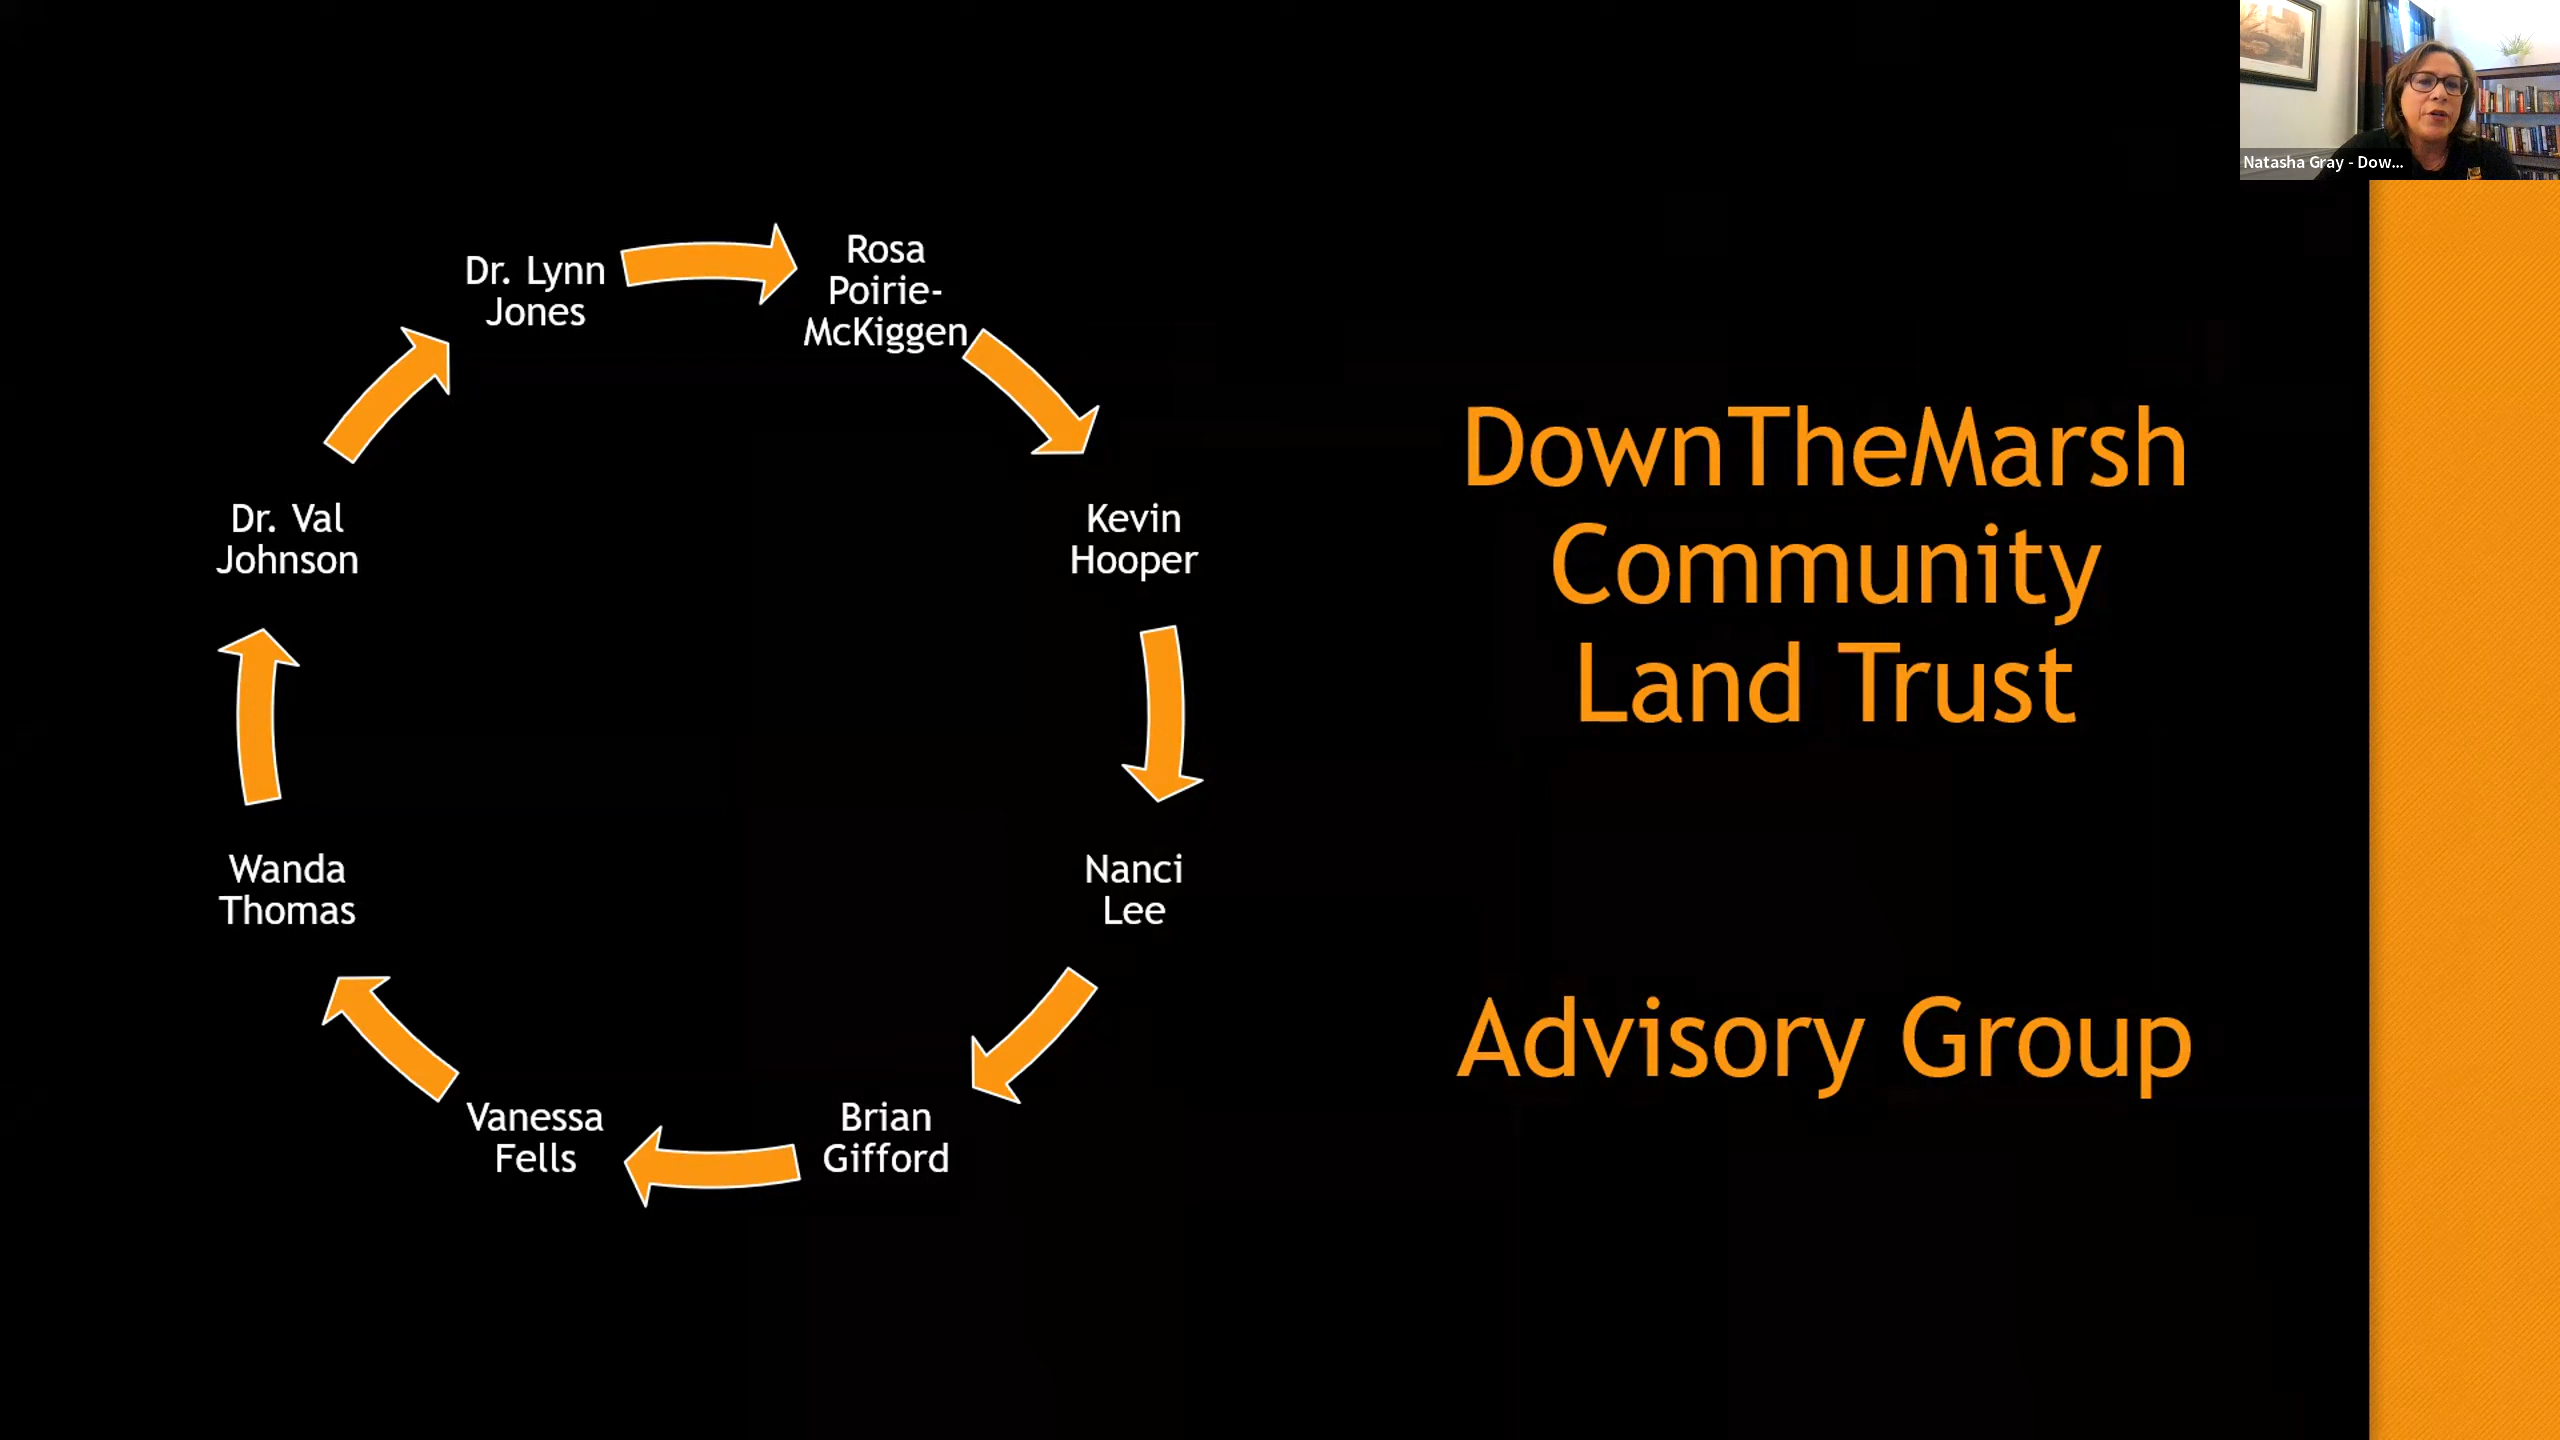 Natasha Gray - Dow...
Dr. Lynn
Jones
Rosa
Poirie-
McKiggen
Kevin
Hooper
Nanci
Lee
Brian
Gifford
Vanessa
Fells
Wanda
Thomas
Dr. Val
Johnson
DownTheMarsh
Community
Land Trust
Advisory Group